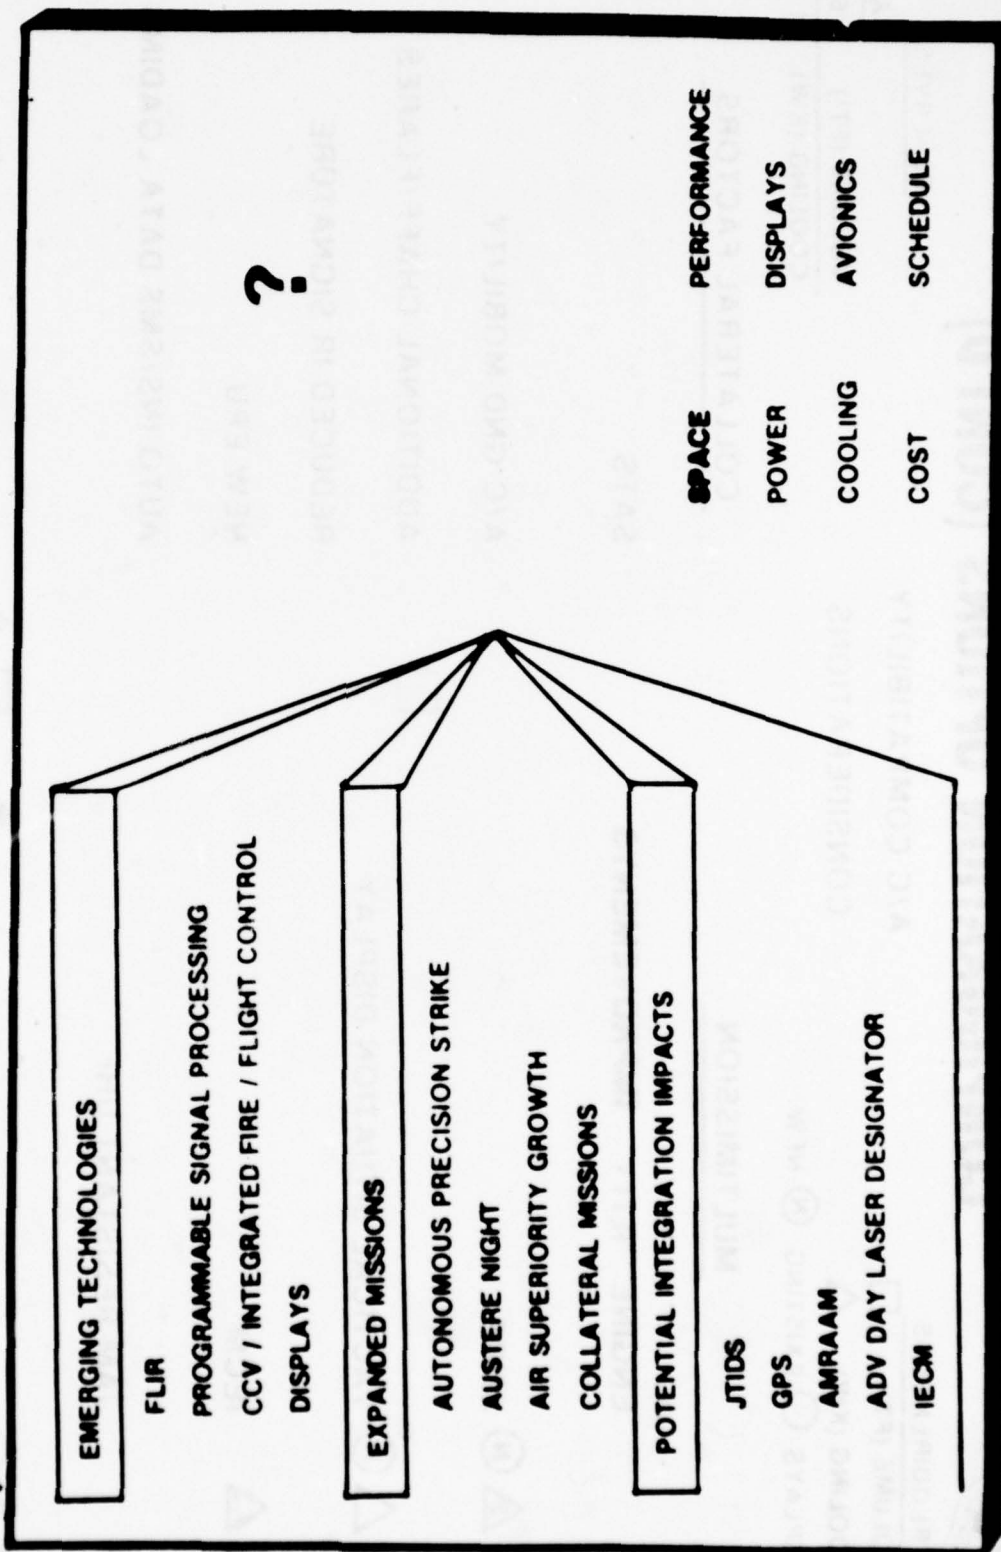 EMERGING TECHNOLOGIES
FLIR
PROGRAMMABLE SIGNAL PROCESSING
CCV / INTEGRATED FIRE / FLIGHT CONTROL
DISPLAYS
EXPANDED MISSIONS
AUTONOMOUS PRECISION STRIKE
AUSTERE NIGHT
AIR SUPERIORITY GROWTH
COLLATERAL MISSIONS
POTENTIAL INTEGRATION IMPACTS
JTIDS
GPS
AMRAAM
ADV DAY LASER DESIGNATOR
IECM
?
SPACE PERFORMANCE
POWER DISPLAYS
COOLING AVIONICS
COST SCHEDULE